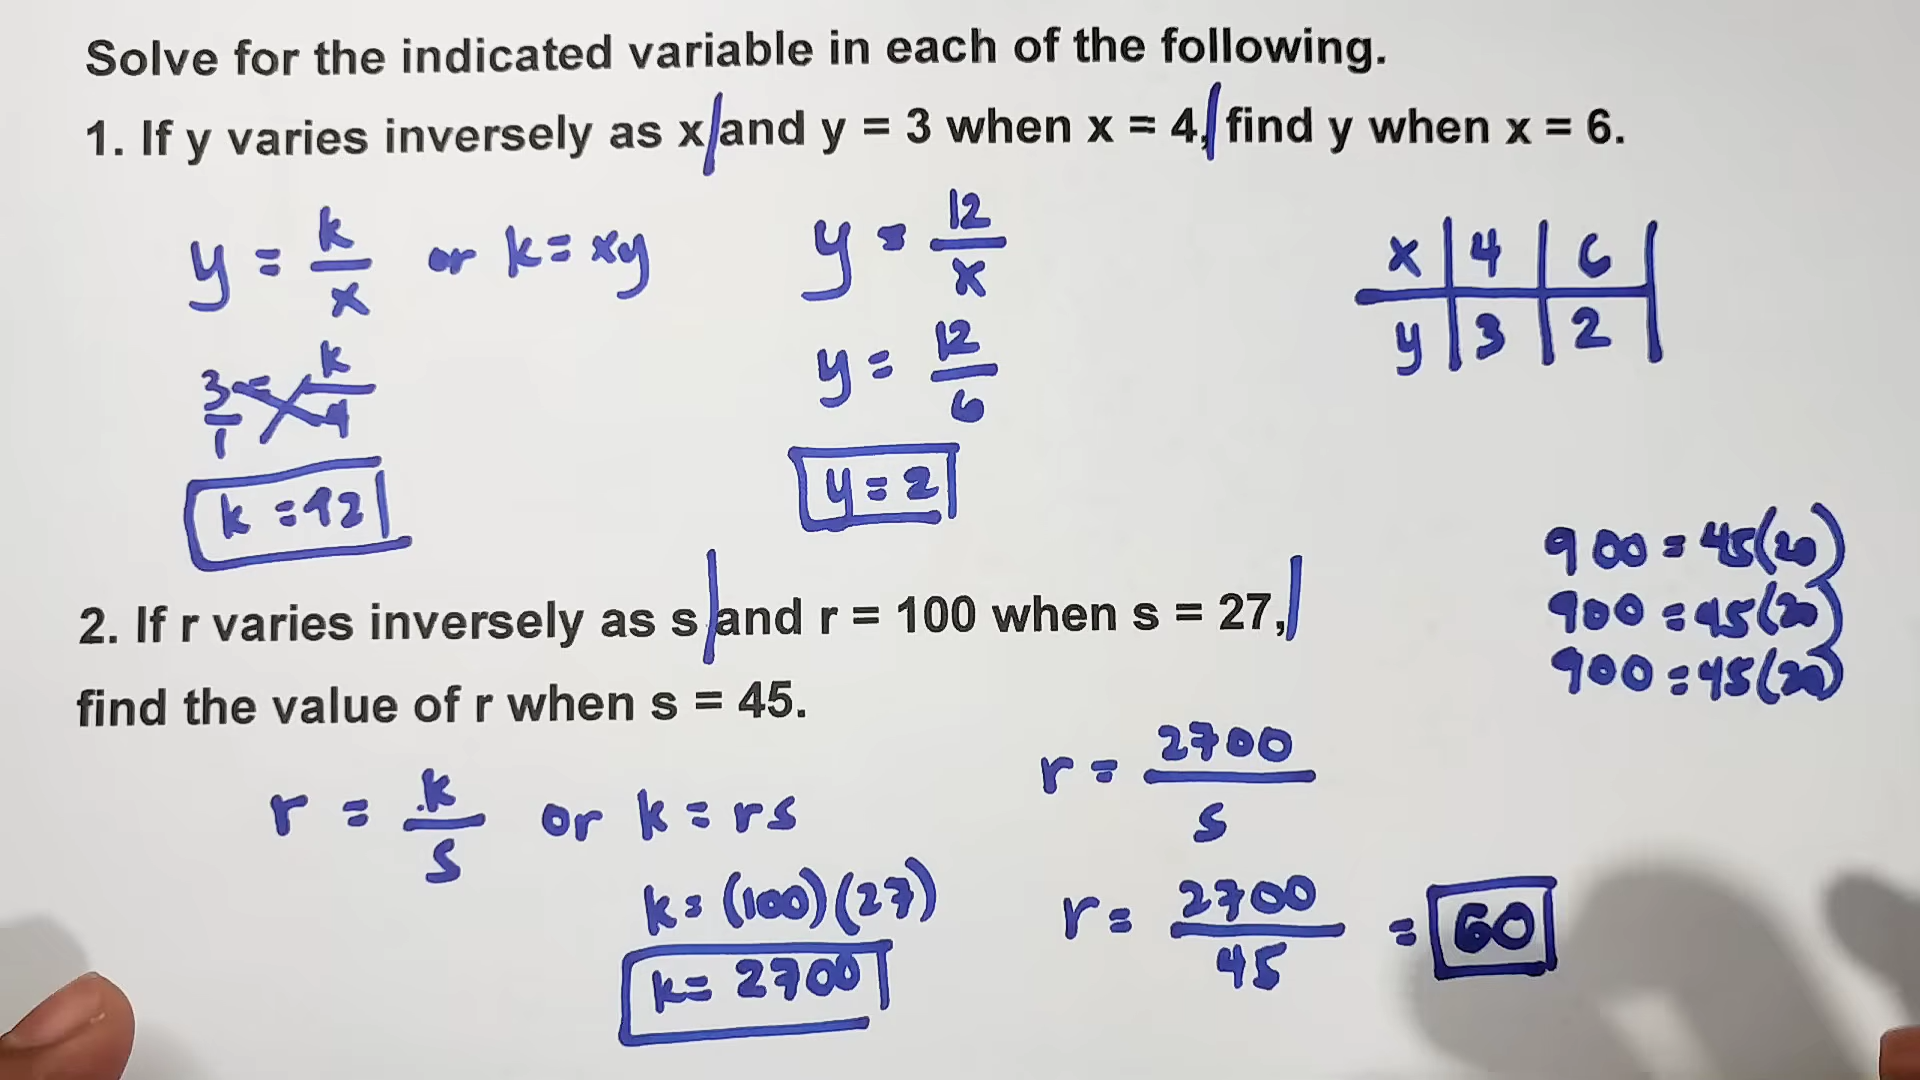 Solve for the indicated variable in each of the following.
1. If y varies inversely as x and y = 3 when x = 4, find y when x = 6.
y = k/x or k = xy
3/1 = k/4
k = 12
y = 12/x
y = 12/6
y = 2
x 4 6
y 3 2
900 = 45(20)
900 = 45(20)
900 = 45(20)
2. If r varies inversely as s and r = 100 when s = 27,
find the value of r when s = 45.
r = k/s or k = rs
k = (100)(27)
k = 2700
r = 2700/s
r = 2700/45 = 60